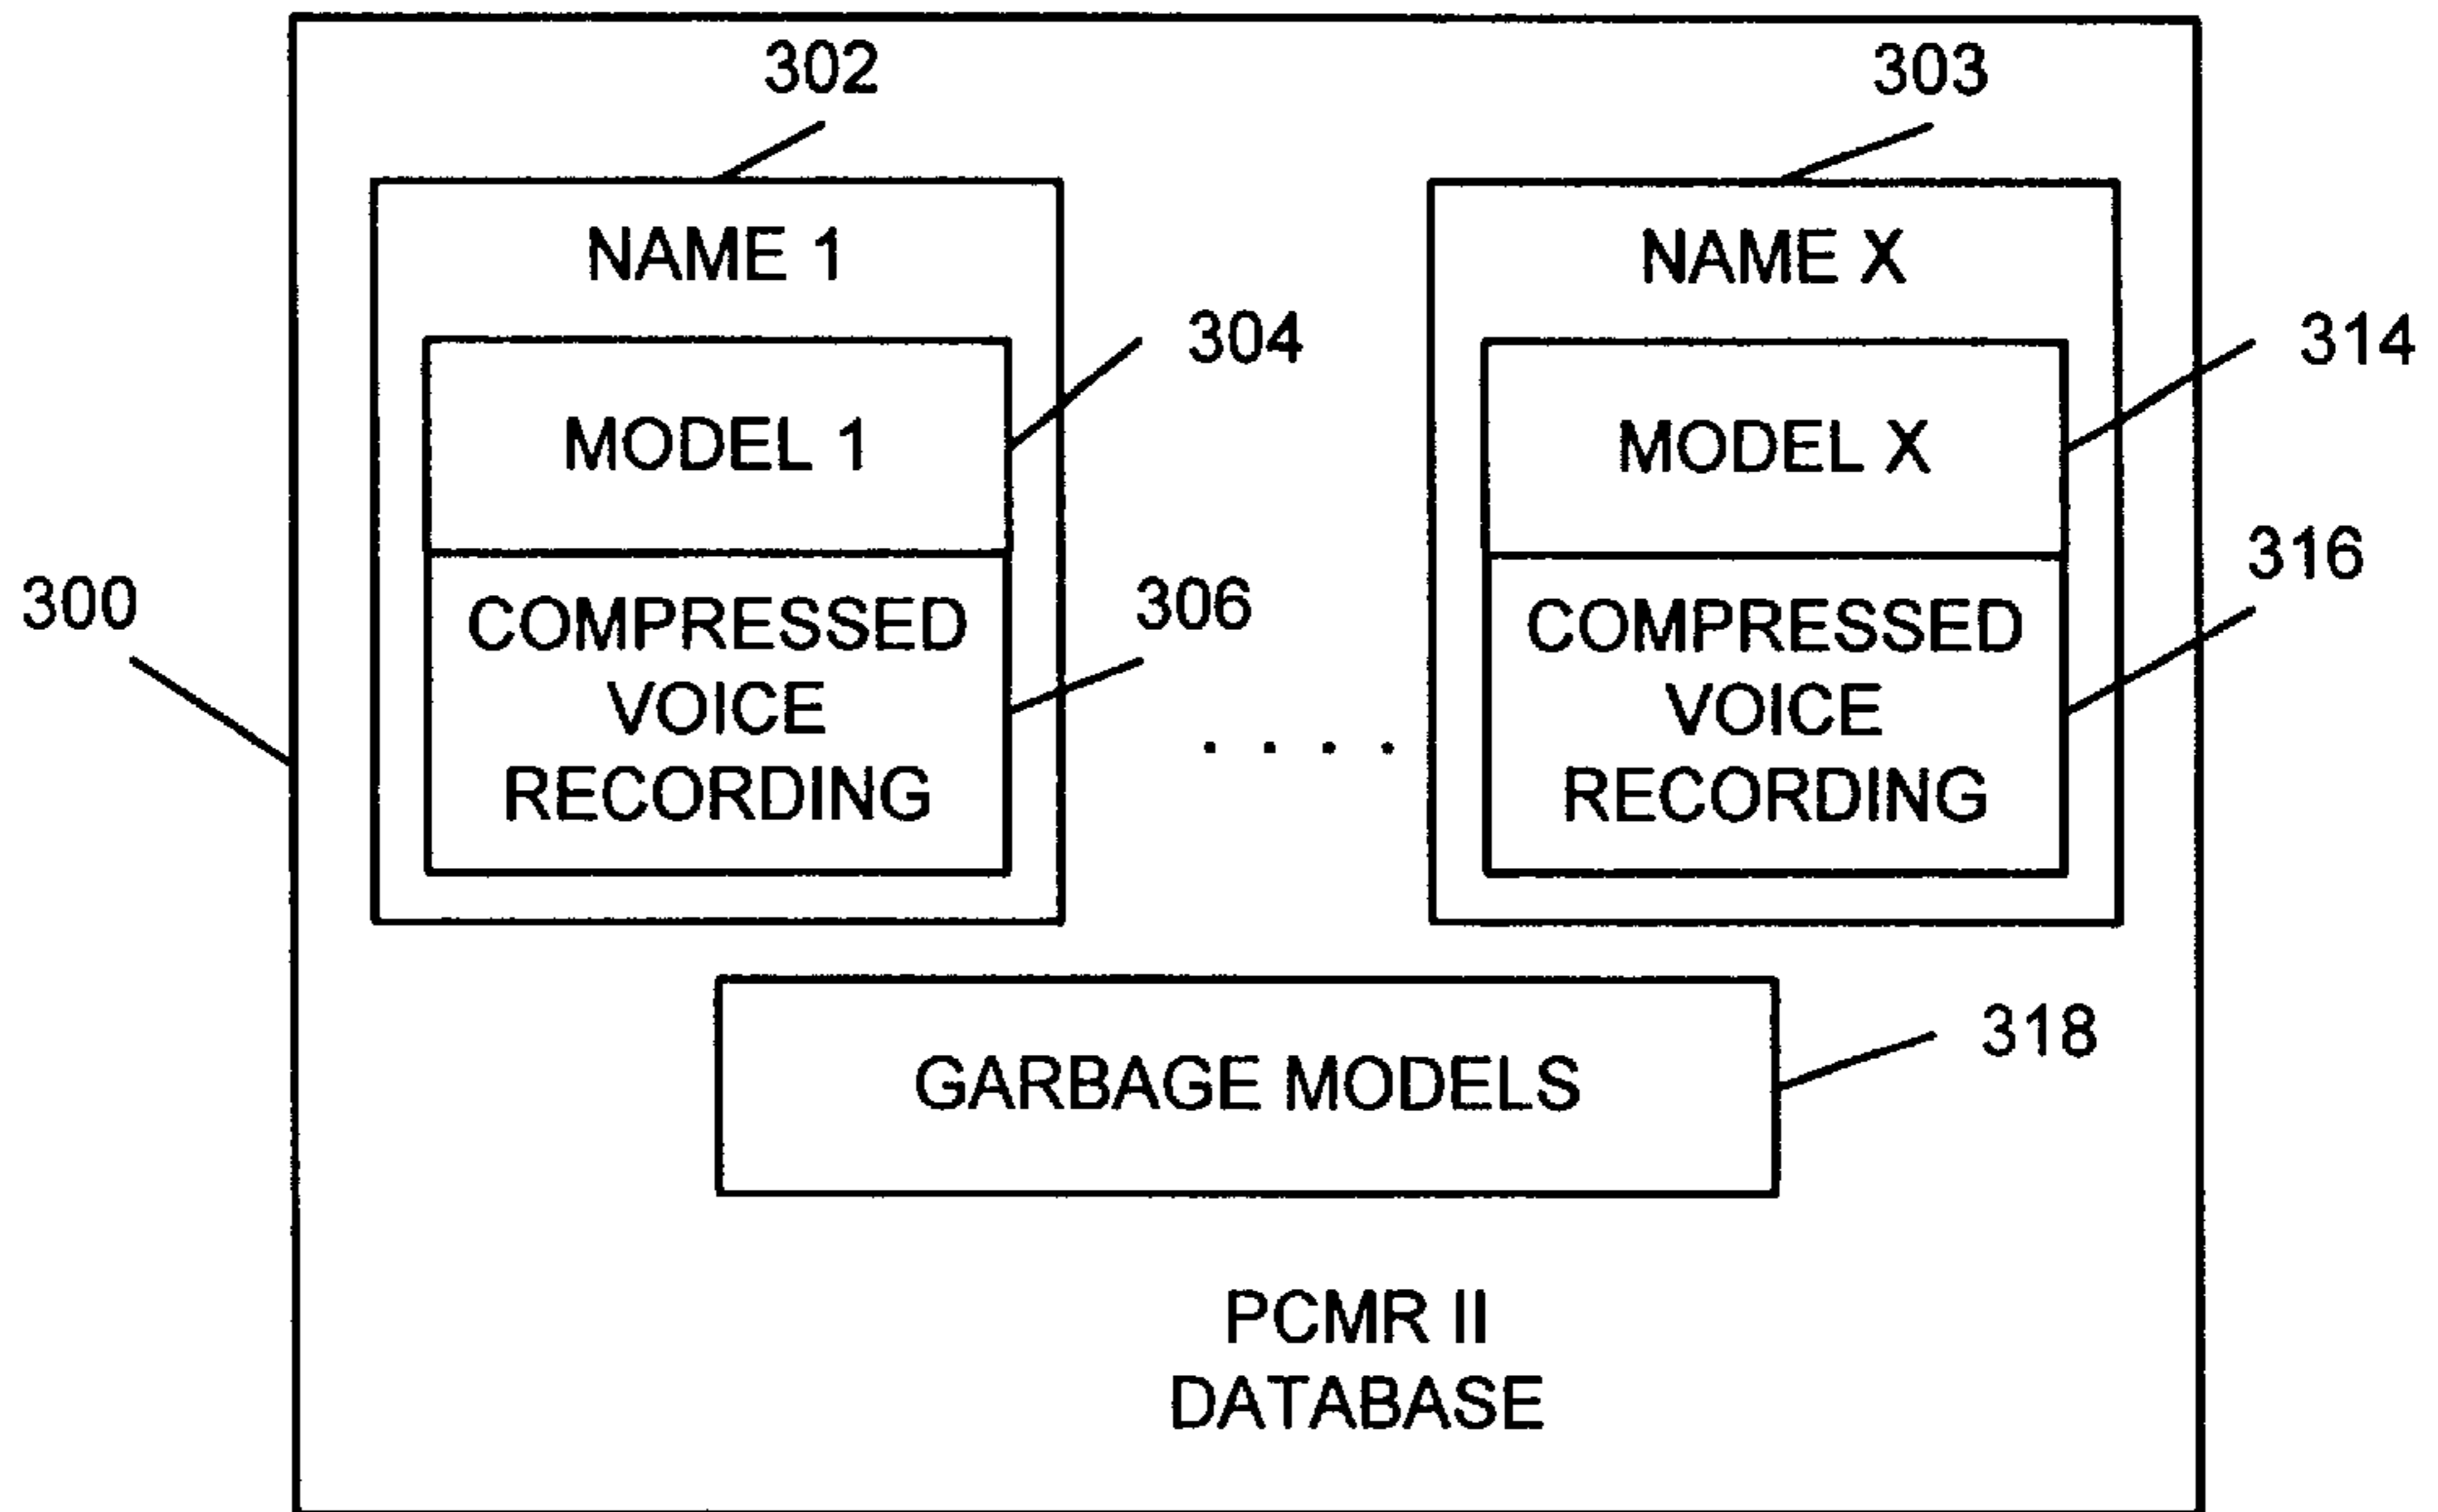 302
303
NAME 1
NAME X
304
314
MODEL 1
MODEL X
300
306
316
COMPRESSED
VOICE
RECORDING
. . . .
COMPRESSED
VOICE
RECORDING
GARBAGE MODELS
318
PCMR II
DATABASE